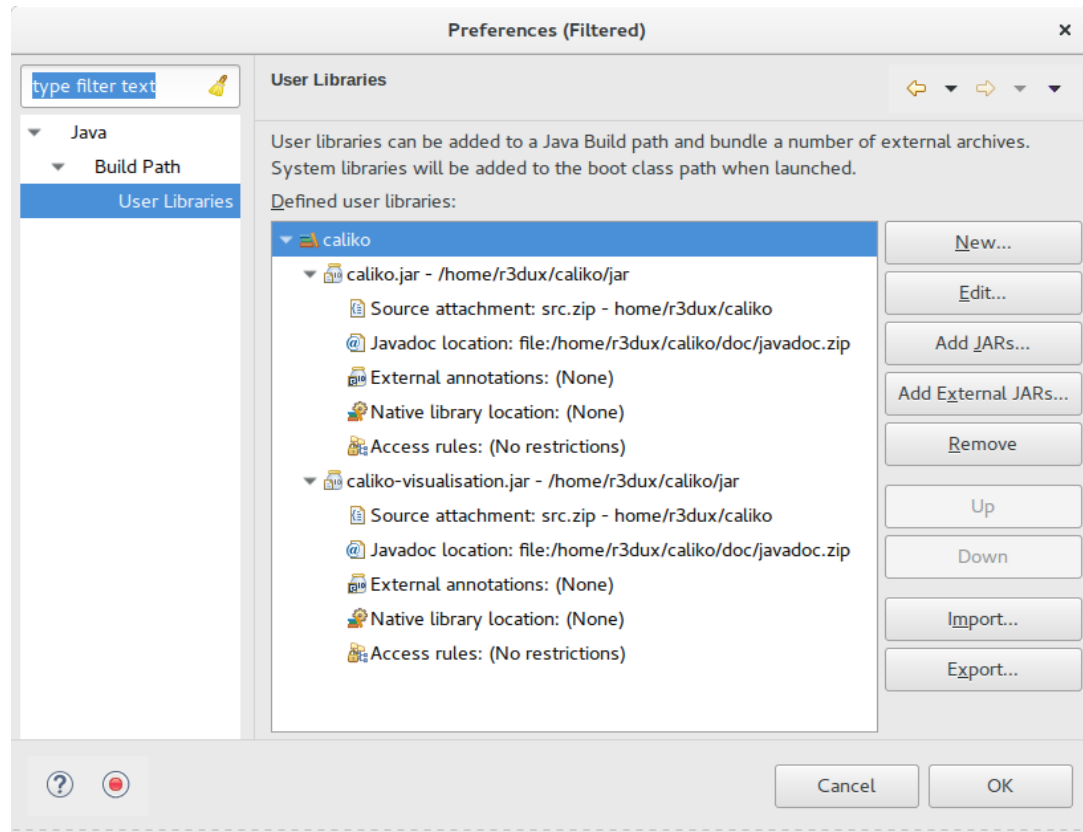 Preferences (Filtered)
type filter text
Java
Build Path
User Libraries
User Libraries
User libraries can be added to a Java Build path and bundle a number of external archives.
System libraries will be added to the boot class path when launched.
Defined user libraries:
caliko
caliko.jar - /home/r3dux/caliko/jar
Source attachment: src.zip - home/r3dux/caliko
Javadoc location: file:/home/r3dux/caliko/doc/javadoc.zip
External annotations: (None)
Native library location: (None)
Access rules: (No restrictions)
caliko-visualisation.jar - /home/r3dux/caliko/jar
Source attachment: src.zip - home/r3dux/caliko
Javadoc location: file:/home/r3dux/caliko/doc/javadoc.zip
External annotations: (None)
Native library location: (None)
Access rules: (No restrictions)
New...
Edit...
Add JARs...
Add External JARs...
Remove
Up
Down
Import...
Export...
Cancel
OK